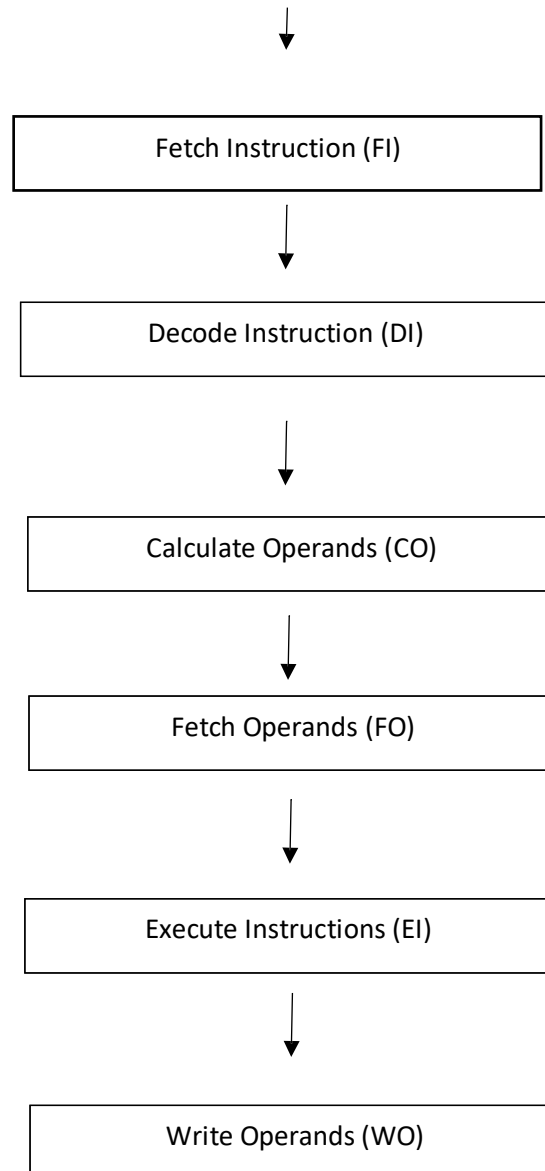 Fetch Instruction (FI)
Decode Instruction (DI)
Calculate Operands (CO)
Fetch Operands (FO)
Execute Instructions (EI)
Write Operands (WO)